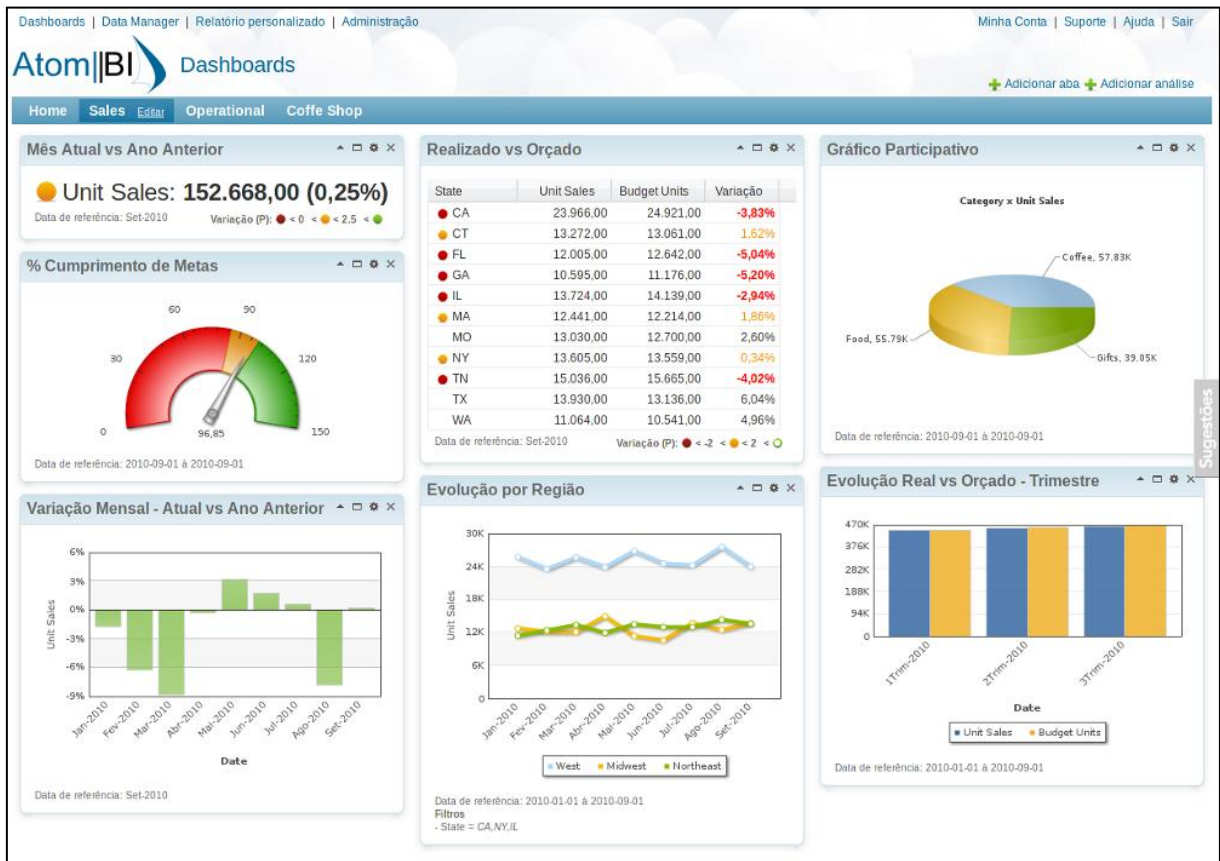 Dashboards | Data Manager | Relatório personalizado | Administração
Minha Conta | Suporte | Ajuda | Sair
Atom||BI
Dashboards
Adicionar aba
Adicionar análise
Home Sales Editar Operational Coffe Shop
Mês Atual vs Ano Anterior
Unit Sales: 152.668,00 (0,25%)
Data de referência: Set-2010
Variação (P): < 0 < < 2.5 <
% Cumprimento de Metas
0
30
60
90
120
150
96,85
Data de referência: 2010-09-01 à 2010-09-01
Variação Mensal - Atual vs Ano Anterior
Unit Sales
6%
3%
0%
-3%
-6%
-9%
Jan-2010 Fev-2010 Mar-2010 Abr-2010 Mai-2010 Jun-2010 Jul-2010 Ago-2010 Set-2010
Date
Data de referência: Set-2010
Realizado vs Orçado
State Unit Sales Budget Units Variação
CA 23.966,00 24.921,00 -3,83%
CT 13.272,00 13.061,00 1,62%
FL 12.005,00 12.642,00 -5,04%
GA 10.595,00 11.176,00 -5,20%
IL 13.724,00 14.139,00 -2,94%
MA 12.441,00 12.214,00 1,86%
MO 13.030,00 12.700,00 2,60%
NY 13.605,00 13.559,00 0,34%
TN 15.036,00 15.665,00 -4,02%
TX 13.930,00 13.136,00 6,04%
WA 11.064,00 10.541,00 4,96%
Data de referência: Set-2010
Variação (P): < -2 < < 2 <
Evolução por Região
Unit Sales
30K
24K
18K
12K
6K
0
Jan-2010 Fev-2010 Mar-2010 Abr-2010 Mai-2010 Jun-2010 Jul-2010 Ago-2010 Set-2010
West Midwest Northeast
Data de referência: 2010-01-01 à 2010-09-01
Filtros
- State = CA,NY,IL
Gráfico Participativo
Category x Unit Sales
Coffee, 57.83K
Food, 55.79K
Gifts, 39.05K
Data de referência: 2010-09-01 à 2010-09-01
Sugestões
Evolução Real vs Orçado - Trimestre
470K
376K
282K
188K
94K
0
1Trim-2010 2Trim-2010 3Trim-2010
Date
Unit Sales Budget Units
Data de referência: 2010-01-01 à 2010-09-01